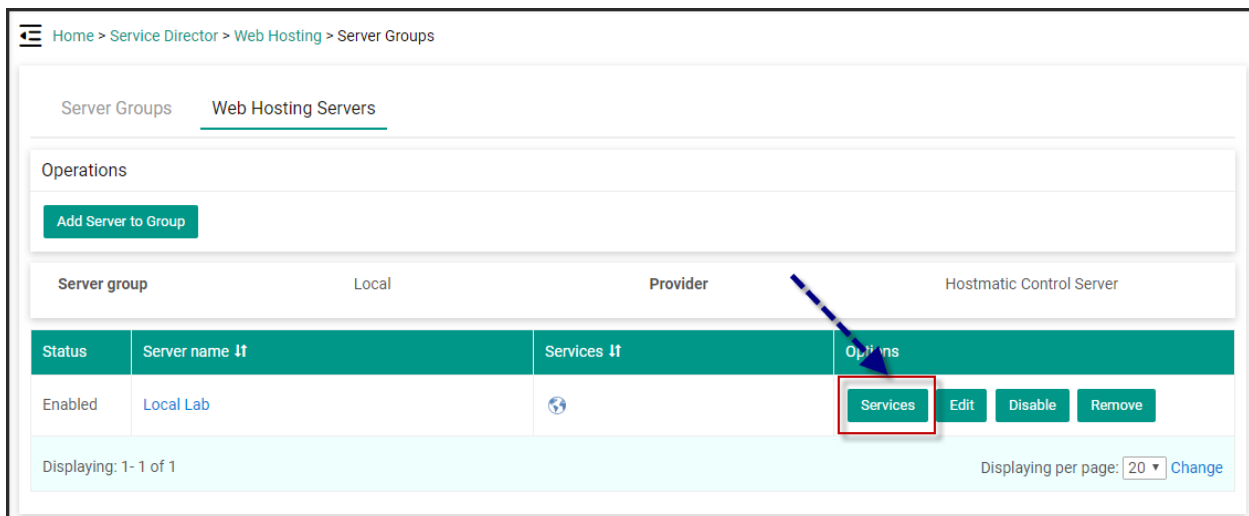 Home > Service Director > Web Hosting > Server Groups
Server Groups Web Hosting Servers
Operations
Add Server to Group
Server group Local Provider Hostmatic Control Server
Status Server name Services Options
Enabled Local Lab Services Edit Disable Remove
Displaying: 1- 1 of 1 Displaying per page: 20 Change